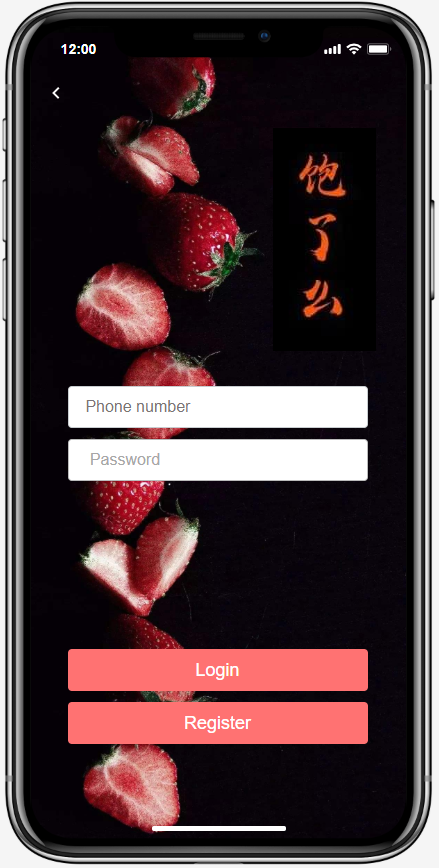 12:00
饱
了
么
Phone number
Password
Login
Register